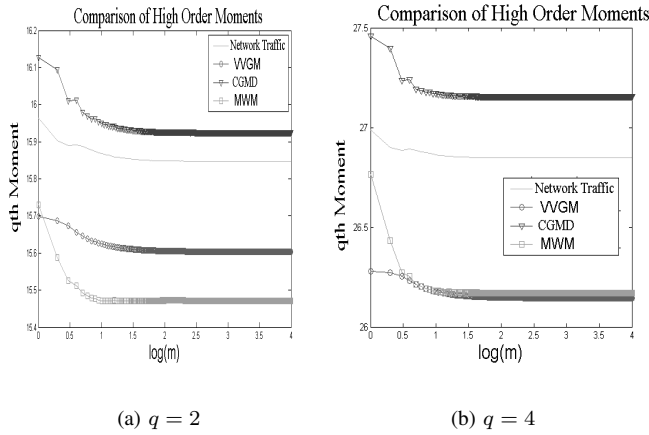 Comparison of High Order Moments
Network Traffic
VVGM
CGMD
MWM
qth Moment
16.2
16.1
16
15.9
15.8
15.7
15.6
15.5
15.4
0
0.5
1
1.5
2
2.5
3
3.5
4
log(m)
(a) q = 2
Comparison of High Order Moments
Network Traffic
VVGM
CGMD
MWM
qth Moment
27.5
27
26.5
26
0
0.5
1
1.5
2
2.5
3
3.5
4
log(m)
(b) q = 4